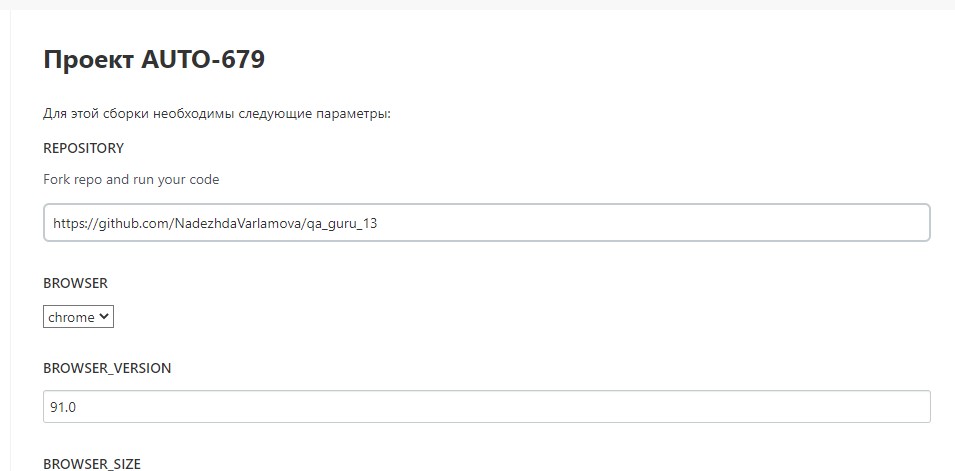 Проект AUTO-679
Для этой сборки необходимы следующие параметры:
REPOSITORY
Fork repo and run your code
https://github.com/NadezhdaVarlamova/qa_guru_13
BROWSER
chrome
BROWSER_VERSION
91.0
BROWSER_SIZE